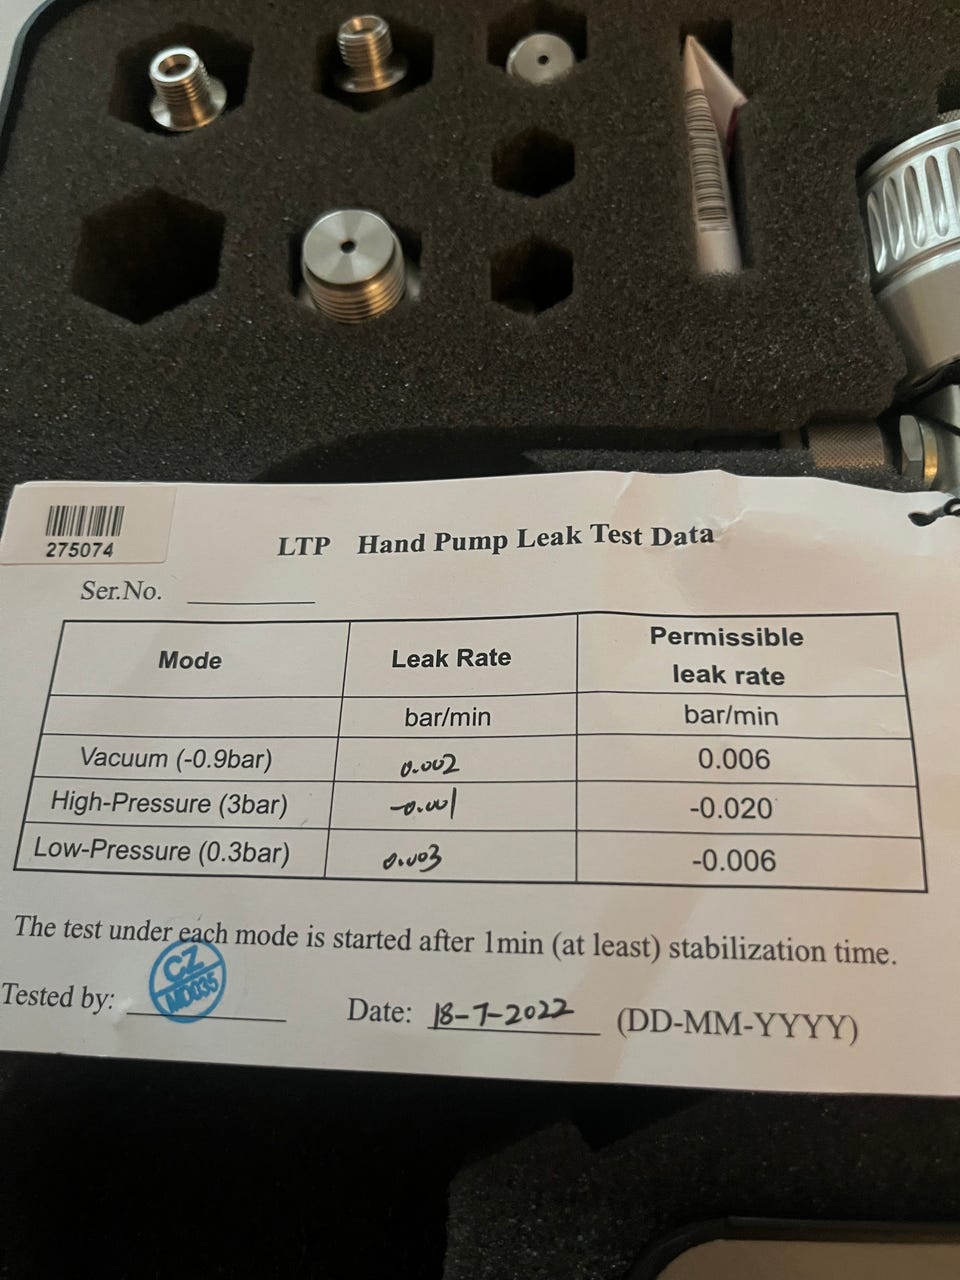 275074
LTP Hand Pump Leak Test Data
Ser.No.
Mode Leak Rate Permissible leak rate
bar/min bar/min
Vacuum (-0.9bar) 0.002 0.006
High-Pressure (3bar) -0.001 -0.020
Low-Pressure (0.3bar) 0.003 -0.006
The test under each mode is started after 1min (at least) stabilization time.
CZ
MD035
Tested by: Date: 18-7-2022 (DD-MM-YYYY)